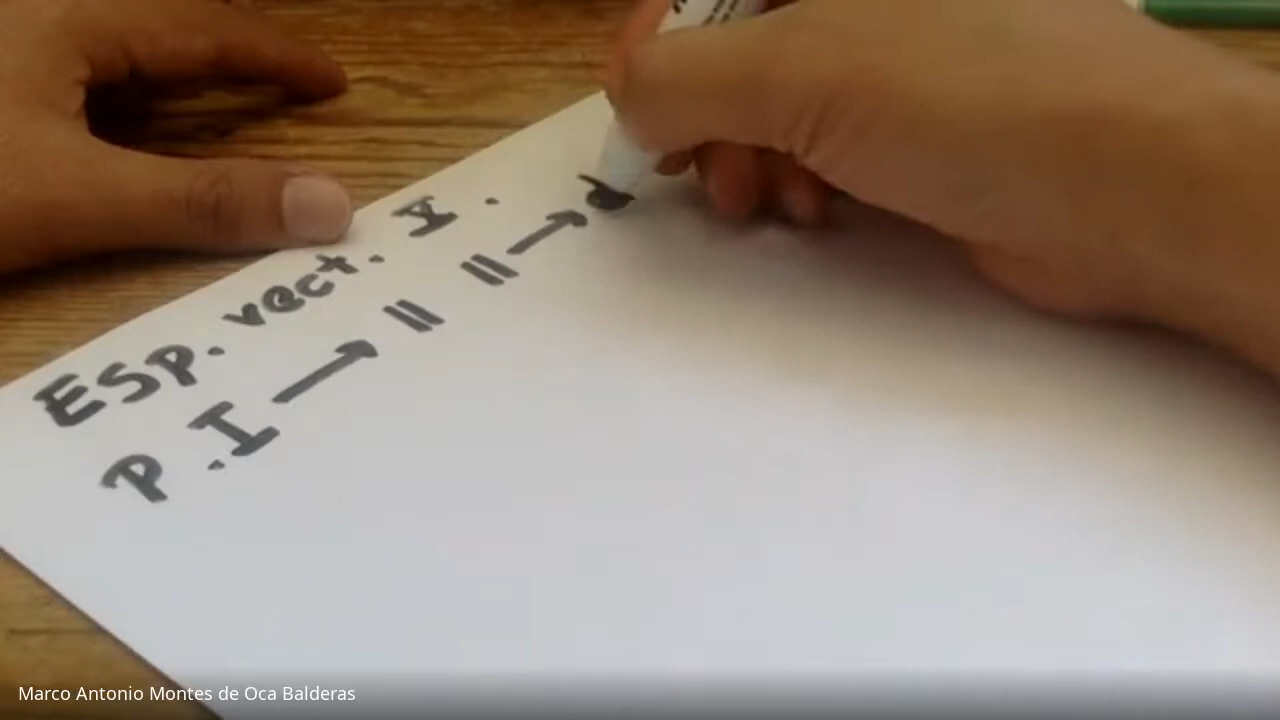 Esp. vect. X.
P.I → || || → d
Marco Antonio Montes de Oca Balderas